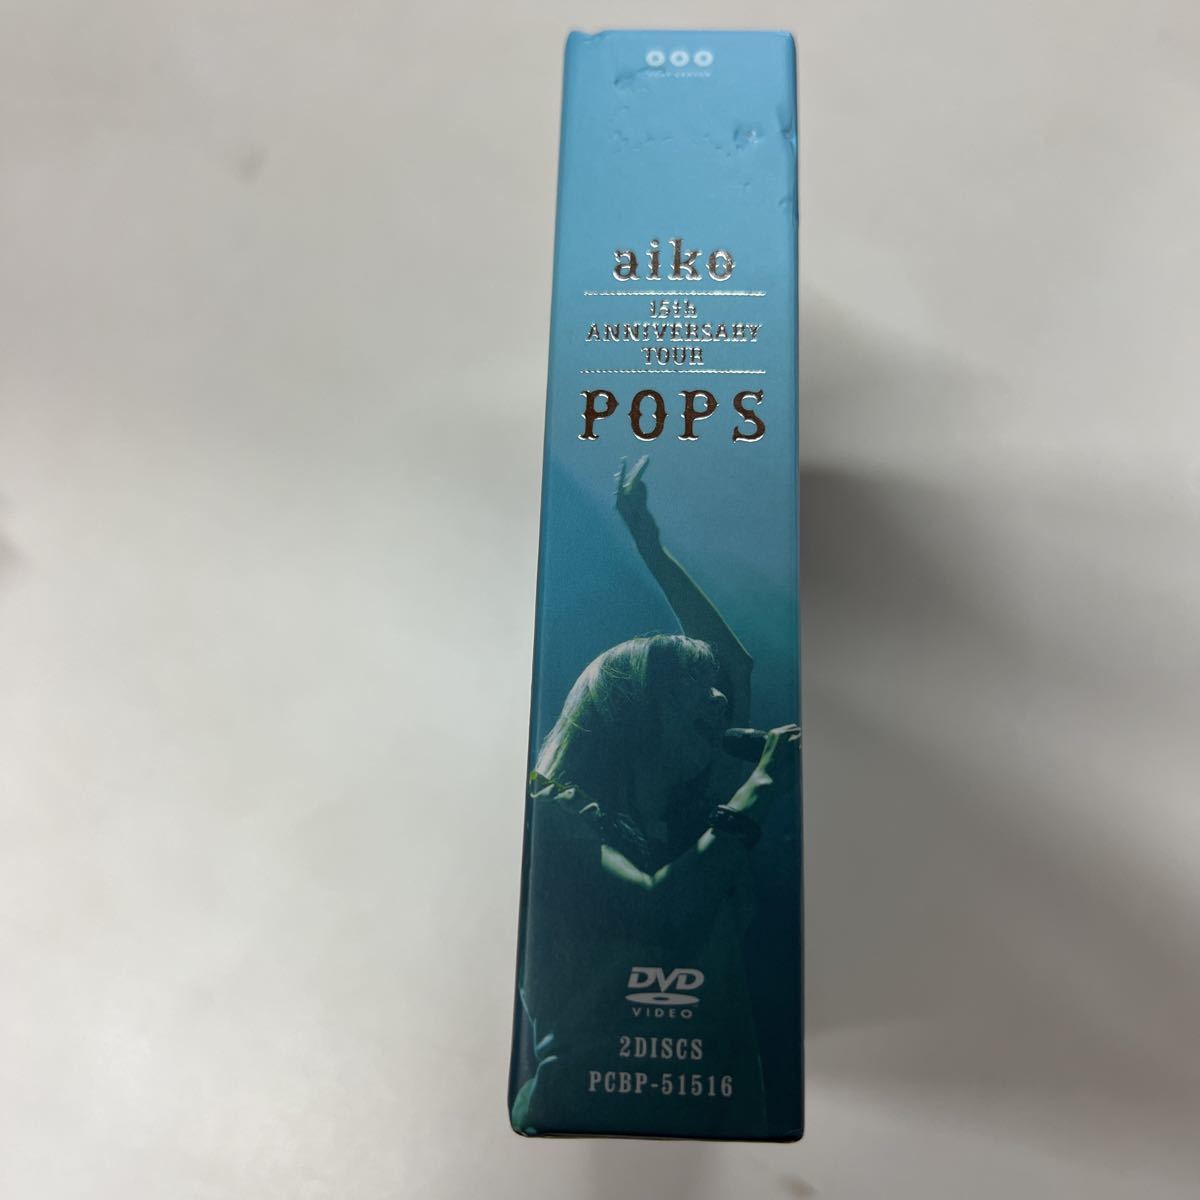 aiko
15th
ANNIVERSARY
TOUR
POPS
DVD
VIDEO
2DISCS
PCBP-51516